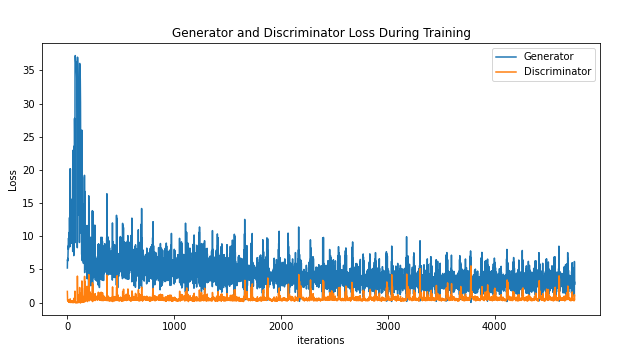 Generator and Discriminator Loss During Training
Generator
Discriminator
Loss
35
30
25
20
15
10
5
0
0
1000
2000
3000
4000
iterations